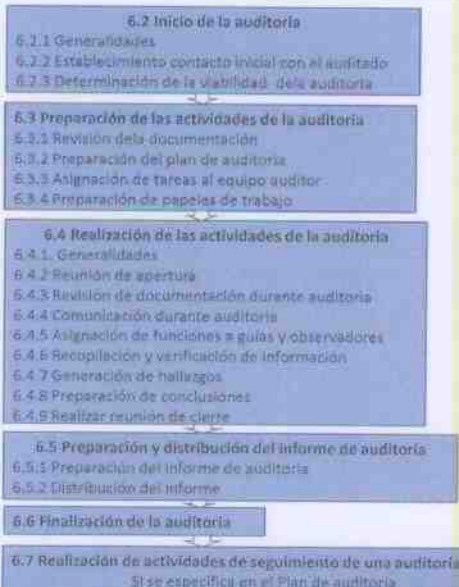 6.2 Inicio de la auditoria
6.2.1 Generalidades
6.2.2 Establecimiento contacto inicial con el auditado
6.2.3 Determinación de la viabilidad dela auditoria
6.3 Preparación de las actividades de la auditoria
6.3.1 Revisión dela documentación
6.3.2 Preparación del plan de auditoria
6.3.3 Asignación de tareas al equipo auditor
6.3.4 Preparación de papeles de trabajo
6.4 Realización de las actividades de la auditoria
6.4.1. Generalidades
6.4.2 Reunión de apertura
6.4.3 Revisión de documentación durante auditoria
6.4.4 Comunicación durante auditoria
6.4.5 Asignación de funciones a guías y observadores
6.4.6 Recopilación y verificación de información
6.4.7 Generación de hallazgos
6.4.8 Preparación de conclusiones
6.4.9 Realizar reunión de cierre
6.5 Preparación y distribución del informe de auditoría
6.5.1 Preparación del informe de auditoria
6.5.2 Distribución del informe
6.6 Finalización de la auditoria
6.7 Realización de actividades de seguimiento de una auditoria
Si se especifica en el Plan de auditoria